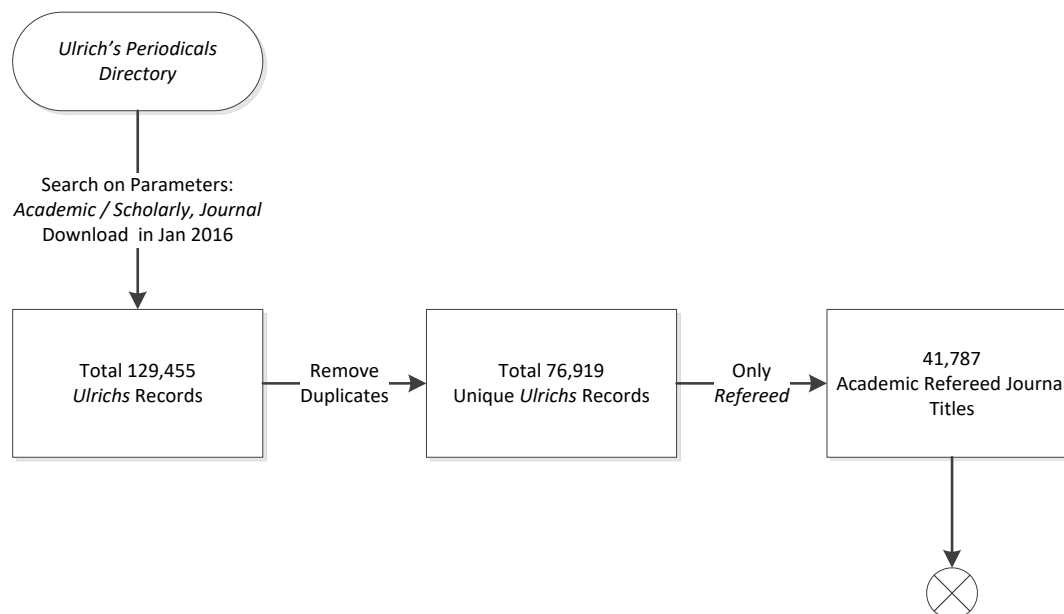 Ulrich’s Periodicals
Directory
Search on Parameters:
Academic / Scholarly, Journal
Download  in Jan 2016
Total 129,455
Ulrichs Records
Remove
Duplicates
Total 76,919
Unique Ulrichs Records
Only
Refereed
41,787
Academic Refereed Journal
Titles